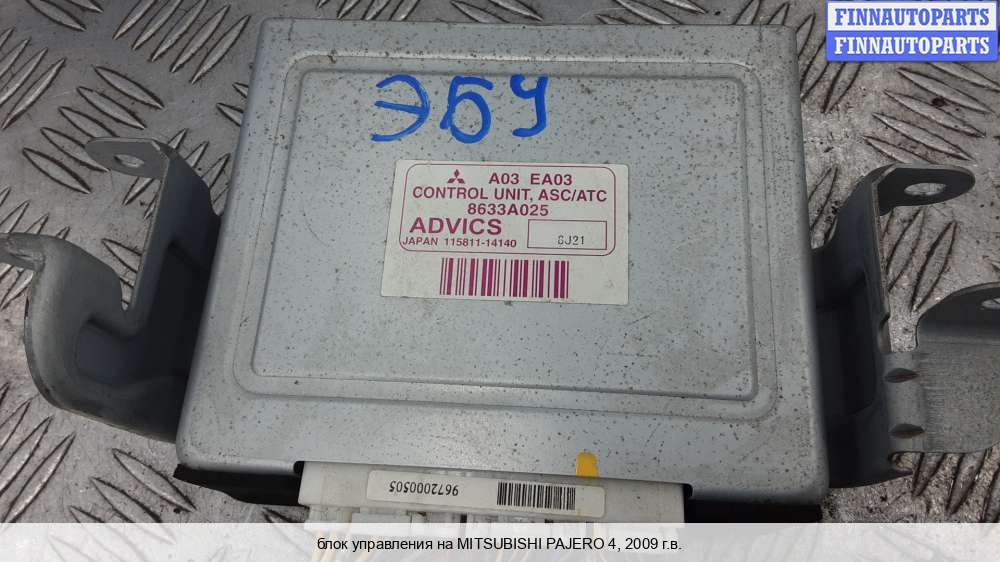 FINNAUTOPARTS
FINNAUTOPARTS
ЭБУ
A03 EA03
CONTROL UNIT, ASC/ATC
8633A025
ADVICS
JAPAN 115811-14140
8J21
9672000505
блок управления на MITSUBISHI PAJERO 4, 2009 г.в.